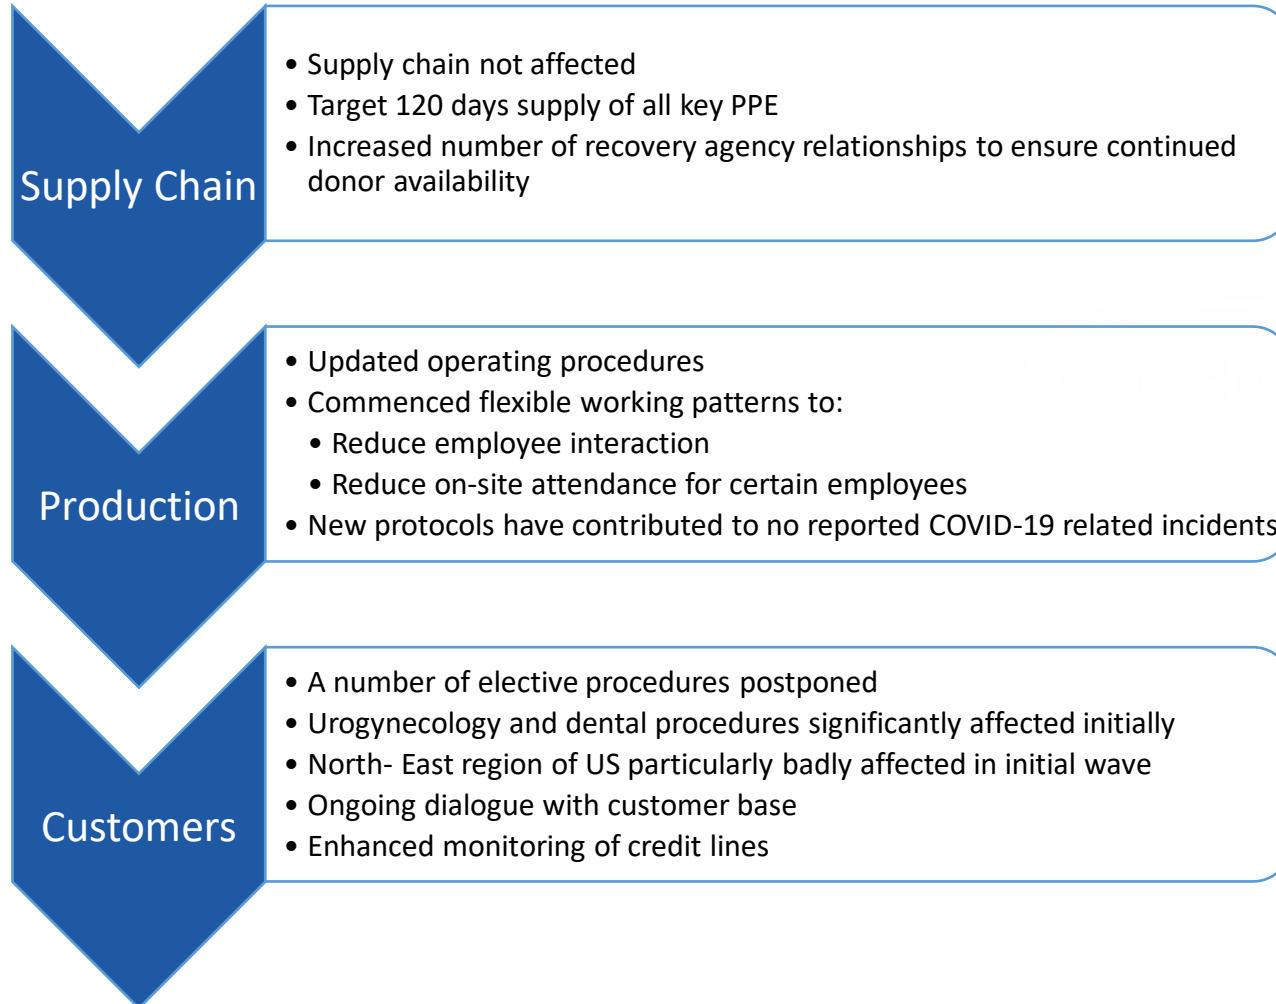 Supply Chain
• Supply chain not affected
• Target 120 days supply of all key PPE
• Increased number of recovery agency relationships to ensure continued
donor availability
Production
• Updated operating procedures
• Commenced flexible working patterns to:
• Reduce employee interaction
• Reduce on-site attendance for certain employees
• New protocols have contributed to no reported COVID-19 related incidents
Customers
• A number of elective procedures postponed
• Urogynecology and dental procedures significantly affected initially
• North- East region of US particularly badly affected in initial wave
• Ongoing dialogue with customer base
• Enhanced monitoring of credit lines